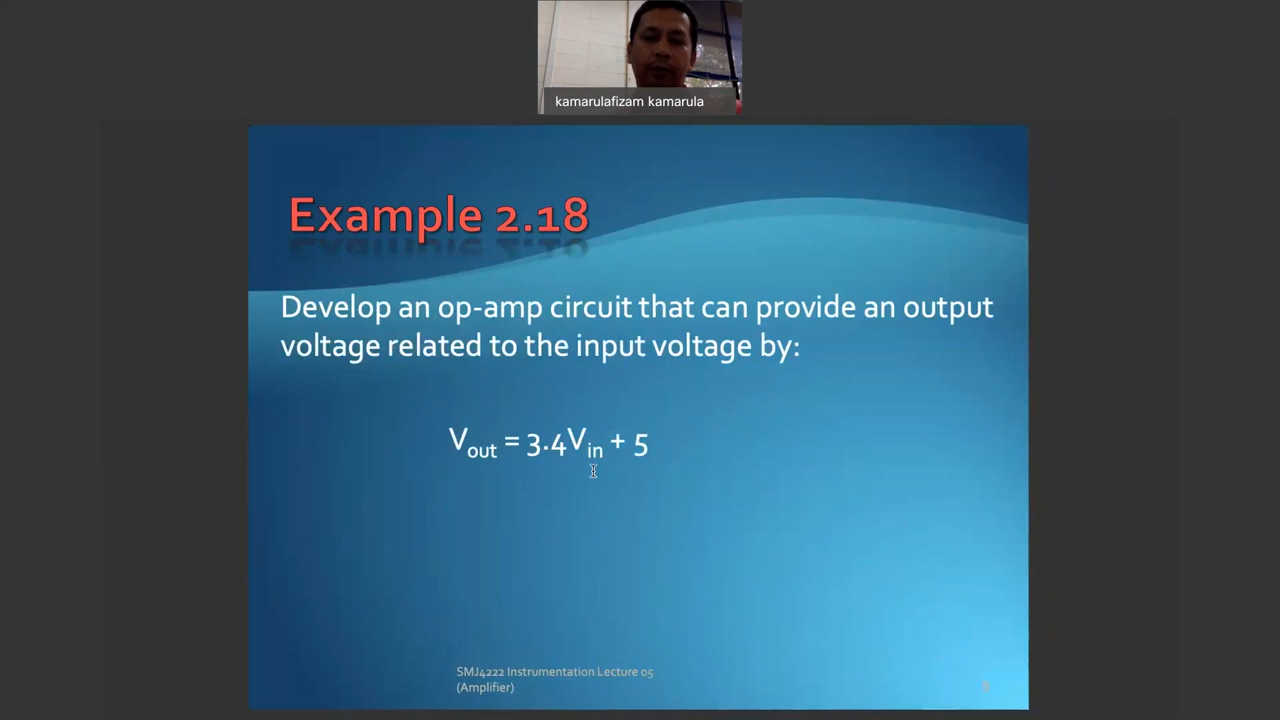 kamarulafizam kamarula
Example 2.18
Develop an op-amp circuit that can provide an output
voltage related to the input voltage by:
Vout = 3.4Vin + 5
SMJ4222 Instrumentation Lecture 05
(Amplifier)